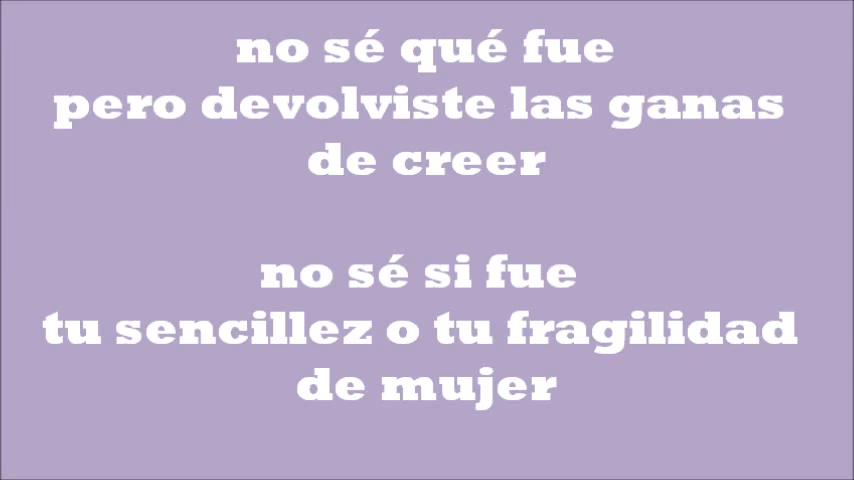 no sé qué fue
pero devolviste las ganas
de creer
no sé si fue
tu sencillez o tu fragilidad
de mujer